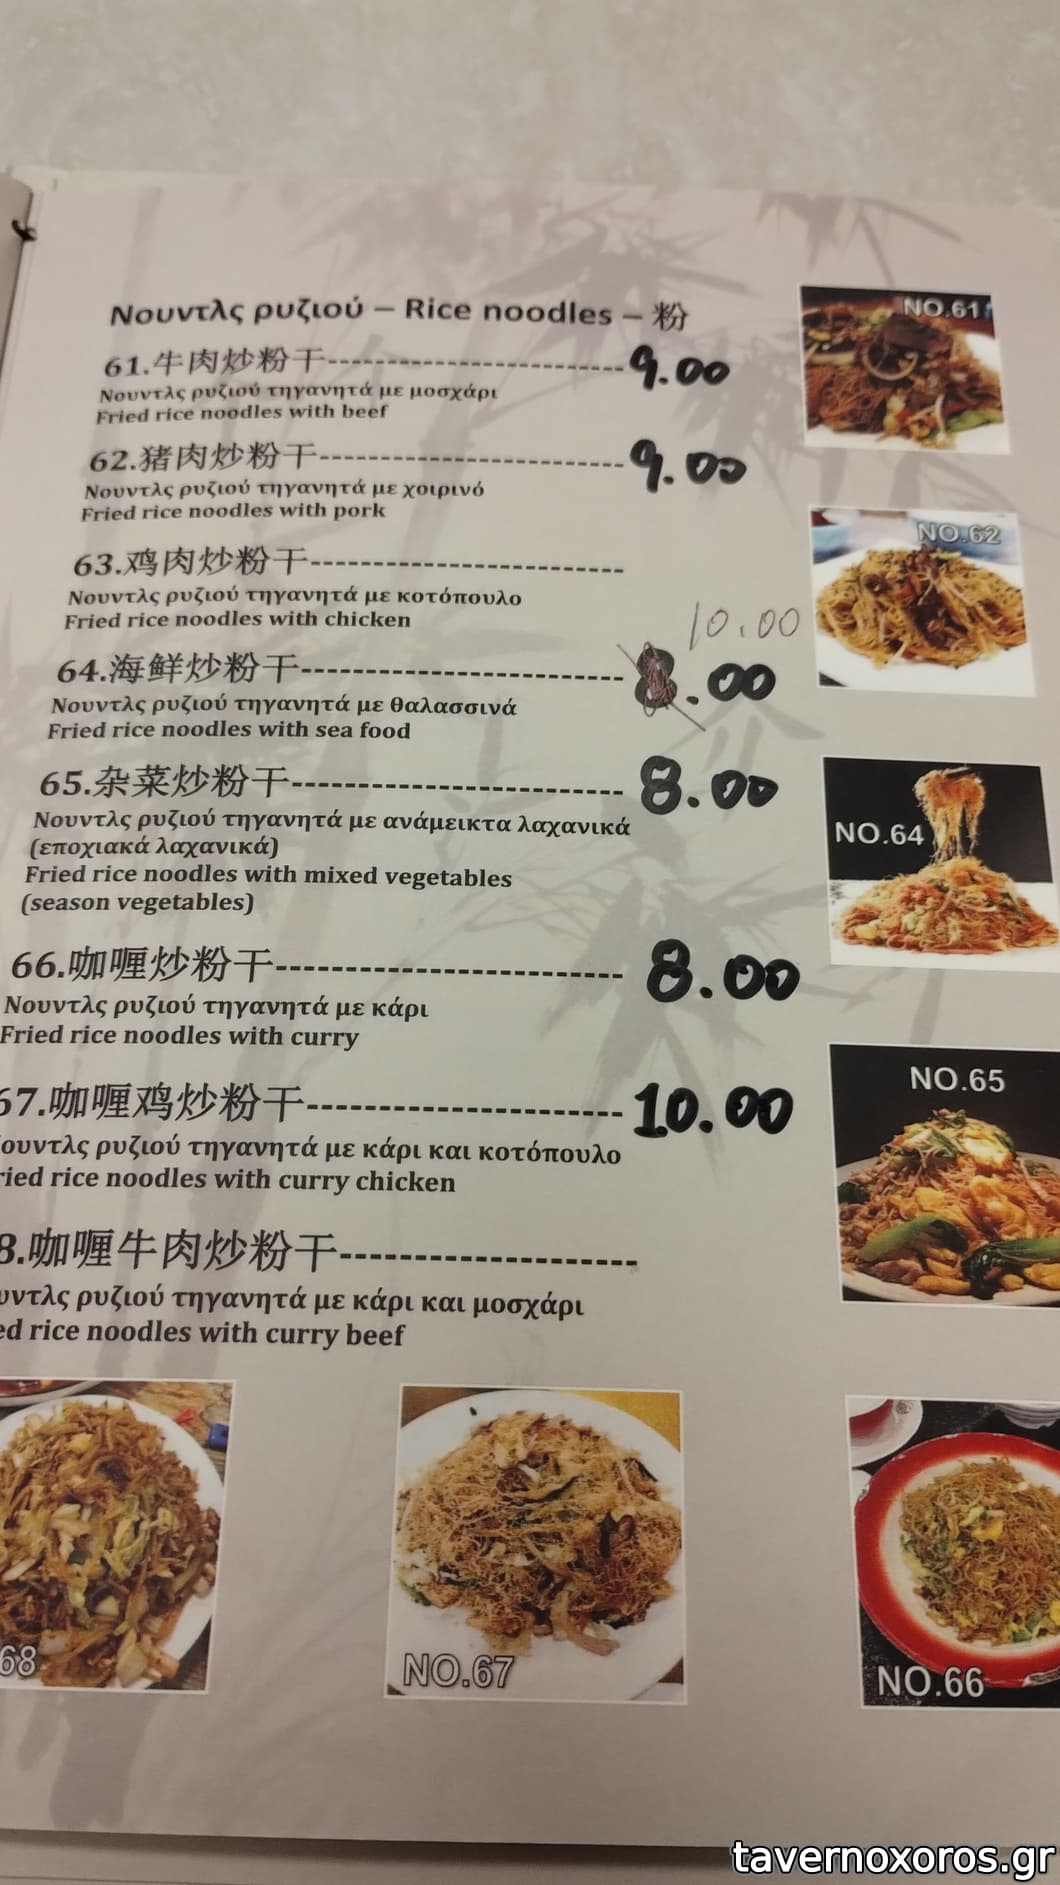 Νουντλς ρυζιού – Rice noodles – 粉
61.牛肉炒粉干-------------------------9.00
Νουντλς ρυζιού τηγανητά με μοσχάρι
Fried rice noodles with beef
62.猪肉炒粉干-------------------------9.00
Νουντλς ρυζιού τηγανητά με χοιρινό
Fried rice noodles with pork
63.鸡肉炒粉干-------------------------
Νουντλς ρυζιού τηγανητά με κοτόπουλο
Fried rice noodles with chicken
10.00
64.海鲜炒粉干-------------------------8.00
Νουντλς ρυζιού τηγανητά με θαλασσινά
Fried rice noodles with sea food
65.杂菜炒粉干-------------------------8.00
Νουντλς ρυζιού τηγανητά με ανάμεικτα λαχανικά
(εποχιακά λαχανικά)
Fried rice noodles with mixed vegetables
(season vegetables)
66.咖喱炒粉干-------------------------8.00
Νουντλς ρυζιού τηγανητά με κάρι
Fried rice noodles with curry
67.咖喱鸡炒粉干----------------------10.00
ουντλς ρυζιού τηγανητά με κάρι και κοτόπουλο
ried rice noodles with curry chicken
8.咖喱牛肉炒粉干--------------------
υντλς ρυζιού τηγανητά με κάρι και μοσχάρι
ed rice noodles with curry beef
NO.61
NO.62
NO.64
NO.65
68
NO.67
NO.66
tavernoxoros.gr